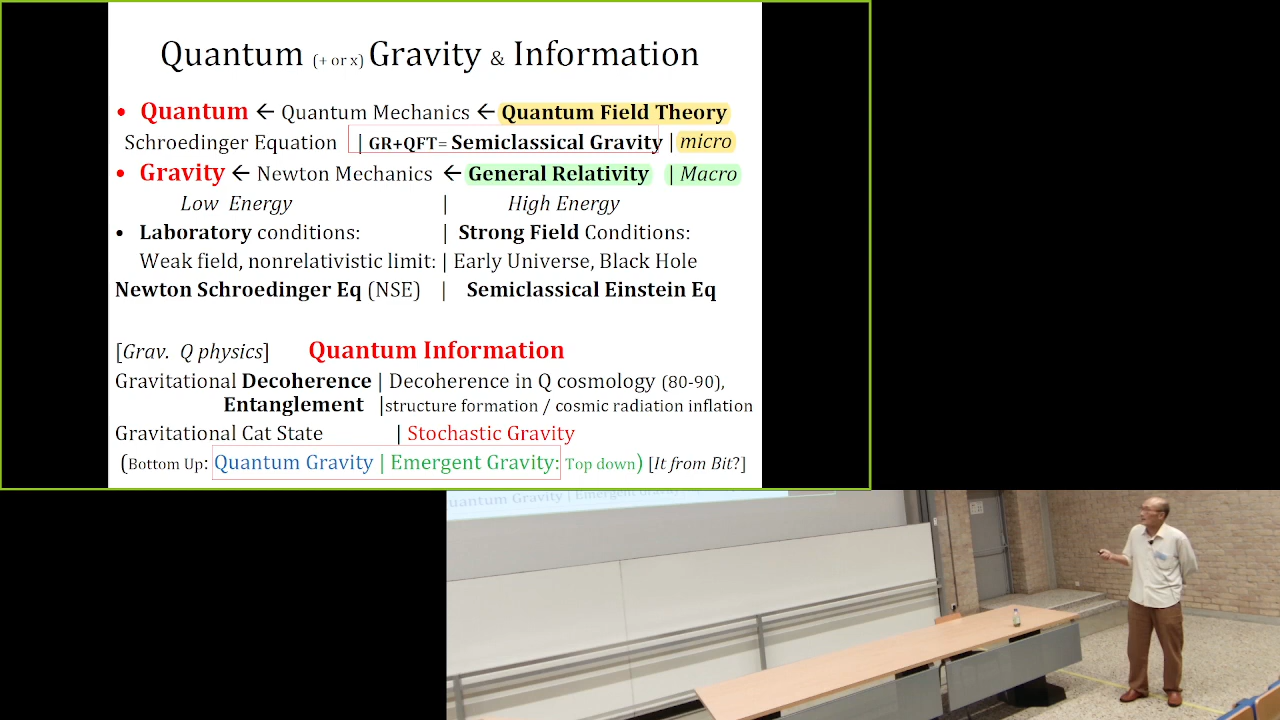 Quantum (+ or x) Gravity & Information
• Quantum ← Quantum Mechanics ← Quantum Field Theory
Schroedinger Equation | GR+QFT= Semiclassical Gravity | micro
• Gravity ← Newton Mechanics ← General Relativity | Macro
Low Energy | High Energy
• Laboratory conditions: | Strong Field Conditions:
Weak field, nonrelativistic limit: | Early Universe, Black Hole
Newton Schroedinger Eq (NSE) | Semiclassical Einstein Eq
[Grav. Q physics] Quantum Information
Gravitational Decoherence | Decoherence in Q cosmology (80-90),
Entanglement |structure formation / cosmic radiation inflation
Gravitational Cat State | Stochastic Gravity
(Bottom Up: Quantum Gravity | Emergent Gravity: Top down) [It from Bit?]
Quantum Gravity | Emergent Gravity